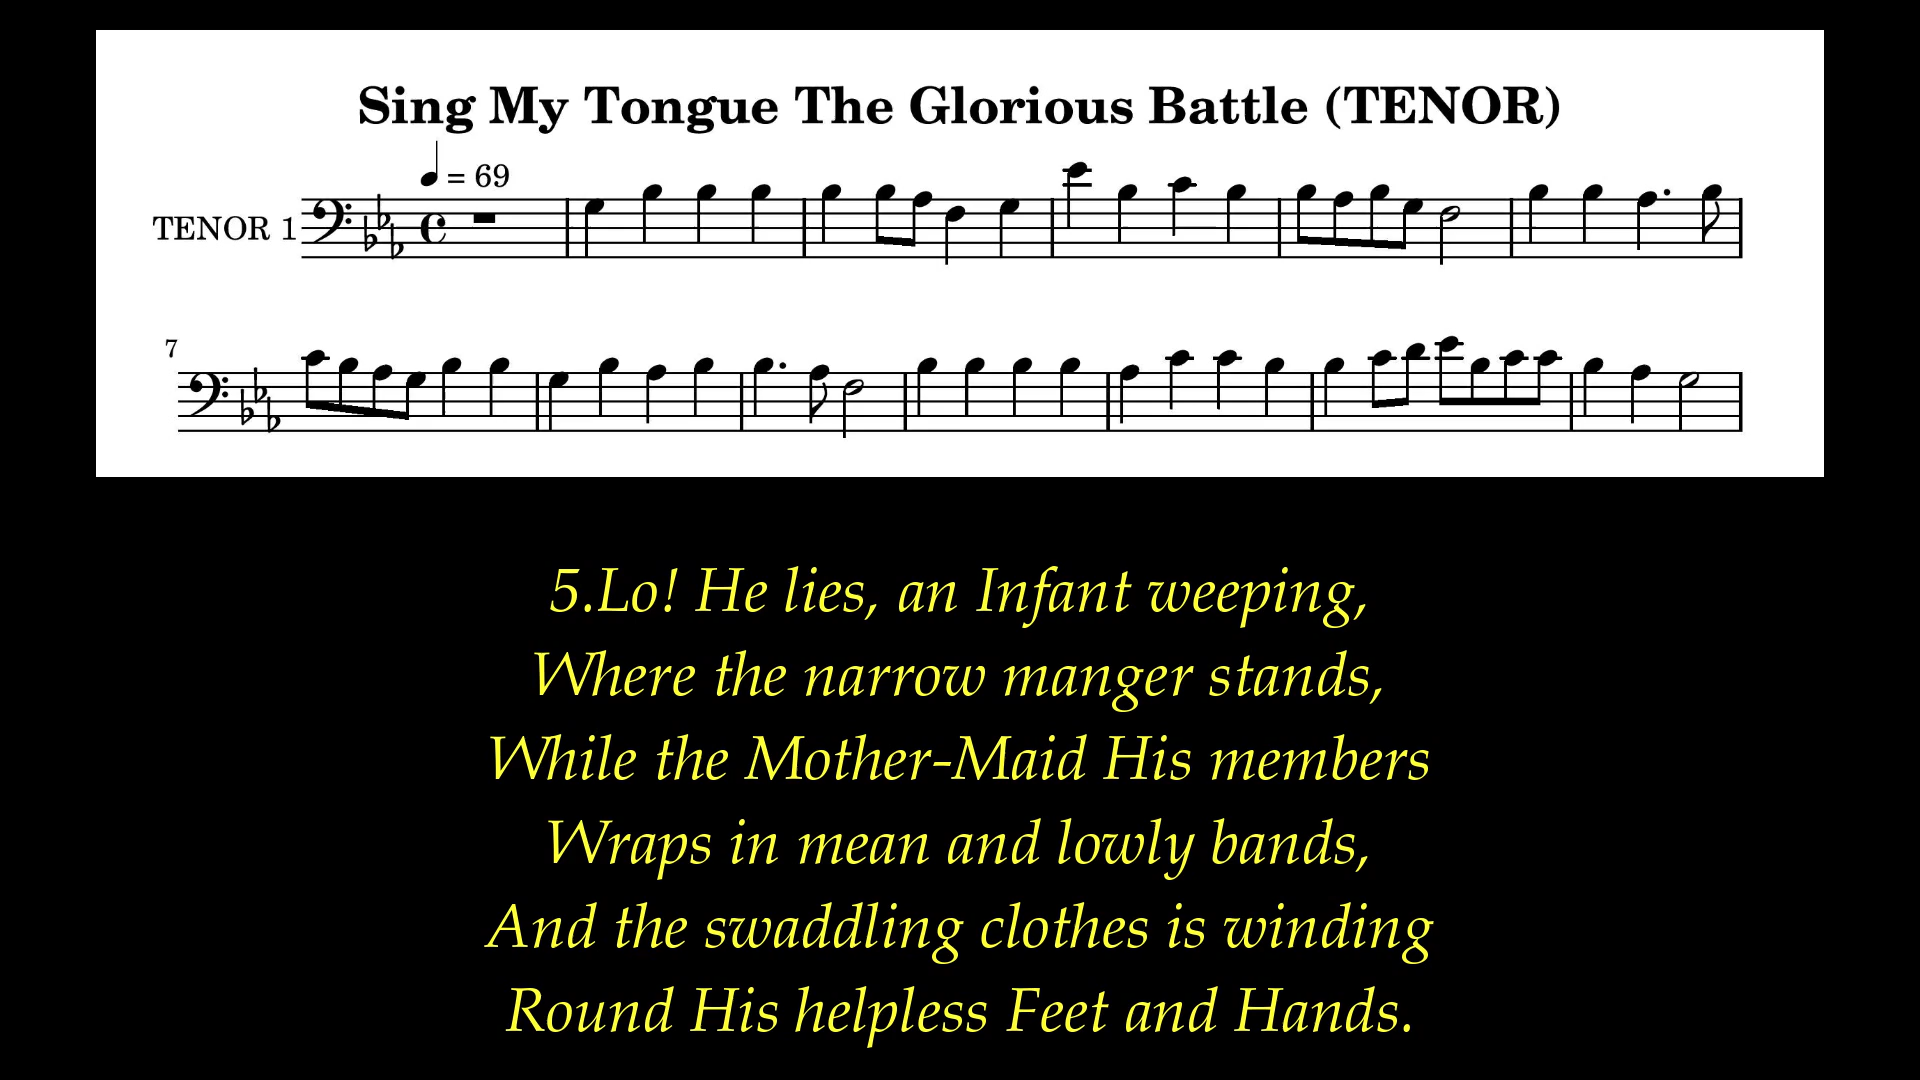 Sing My Tongue The Glorious Battle (TENOR)
= 69
TENOR 1
7
5.Lo! He lies, an Infant weeping,
Where the narrow manger stands,
While the Mother-Maid His members
Wraps in mean and lowly bands,
And the swaddling clothes is winding
Round His helpless Feet and Hands.